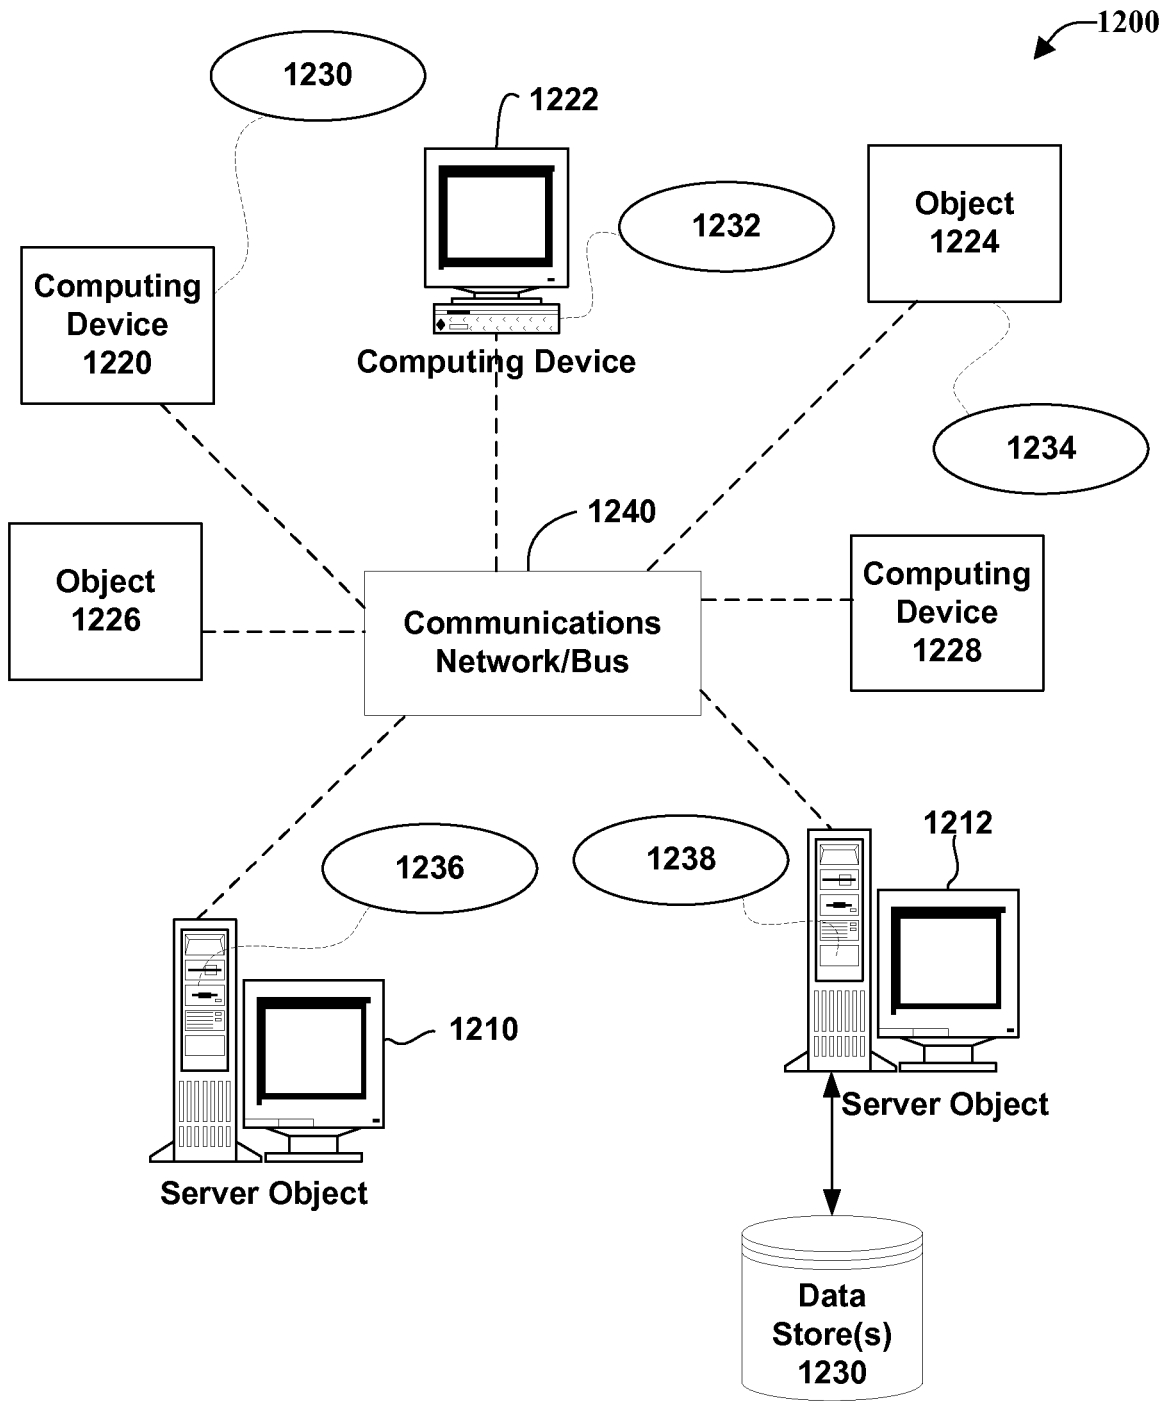 1200
1230
1222
1232
Object
1224
Computing
Device
1220
Computing Device
1234
1240
Object
1226
Computing
Device
1228
Communications
Network/Bus
1236
1238
1212
1210
Server Object
Server Object
Data
Store(s)
1230